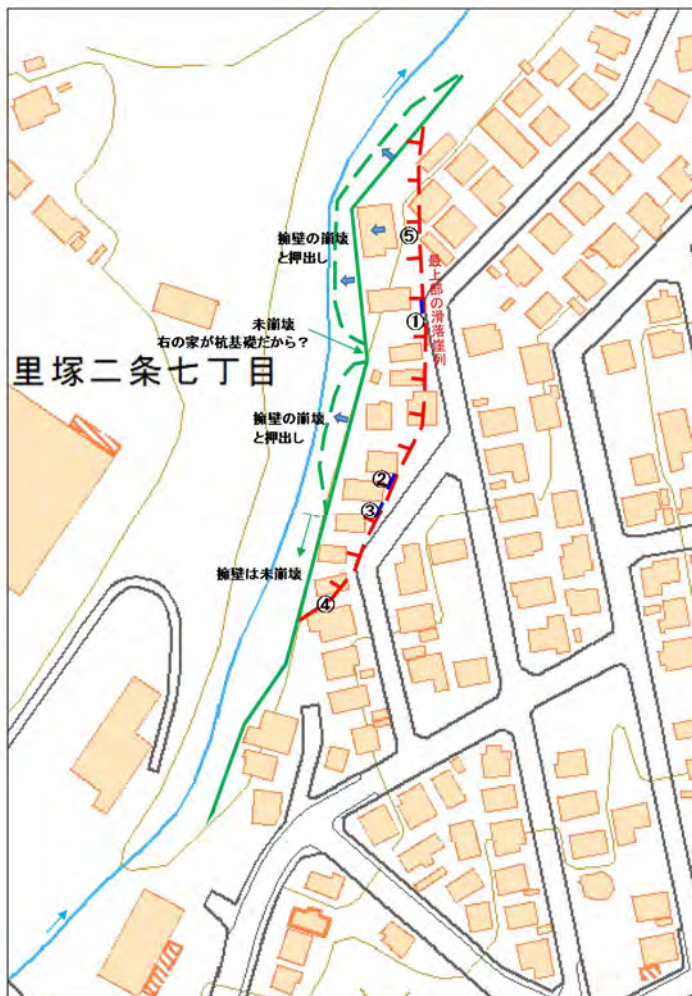 擁壁の崩壊
と押出し
⑤
最上部の滑落崖列
①
未崩壊
右の家が杭基礎だから？
里塚二条七丁目
擁壁の崩壊
と押出し
②
③
擁壁は未崩壊
④